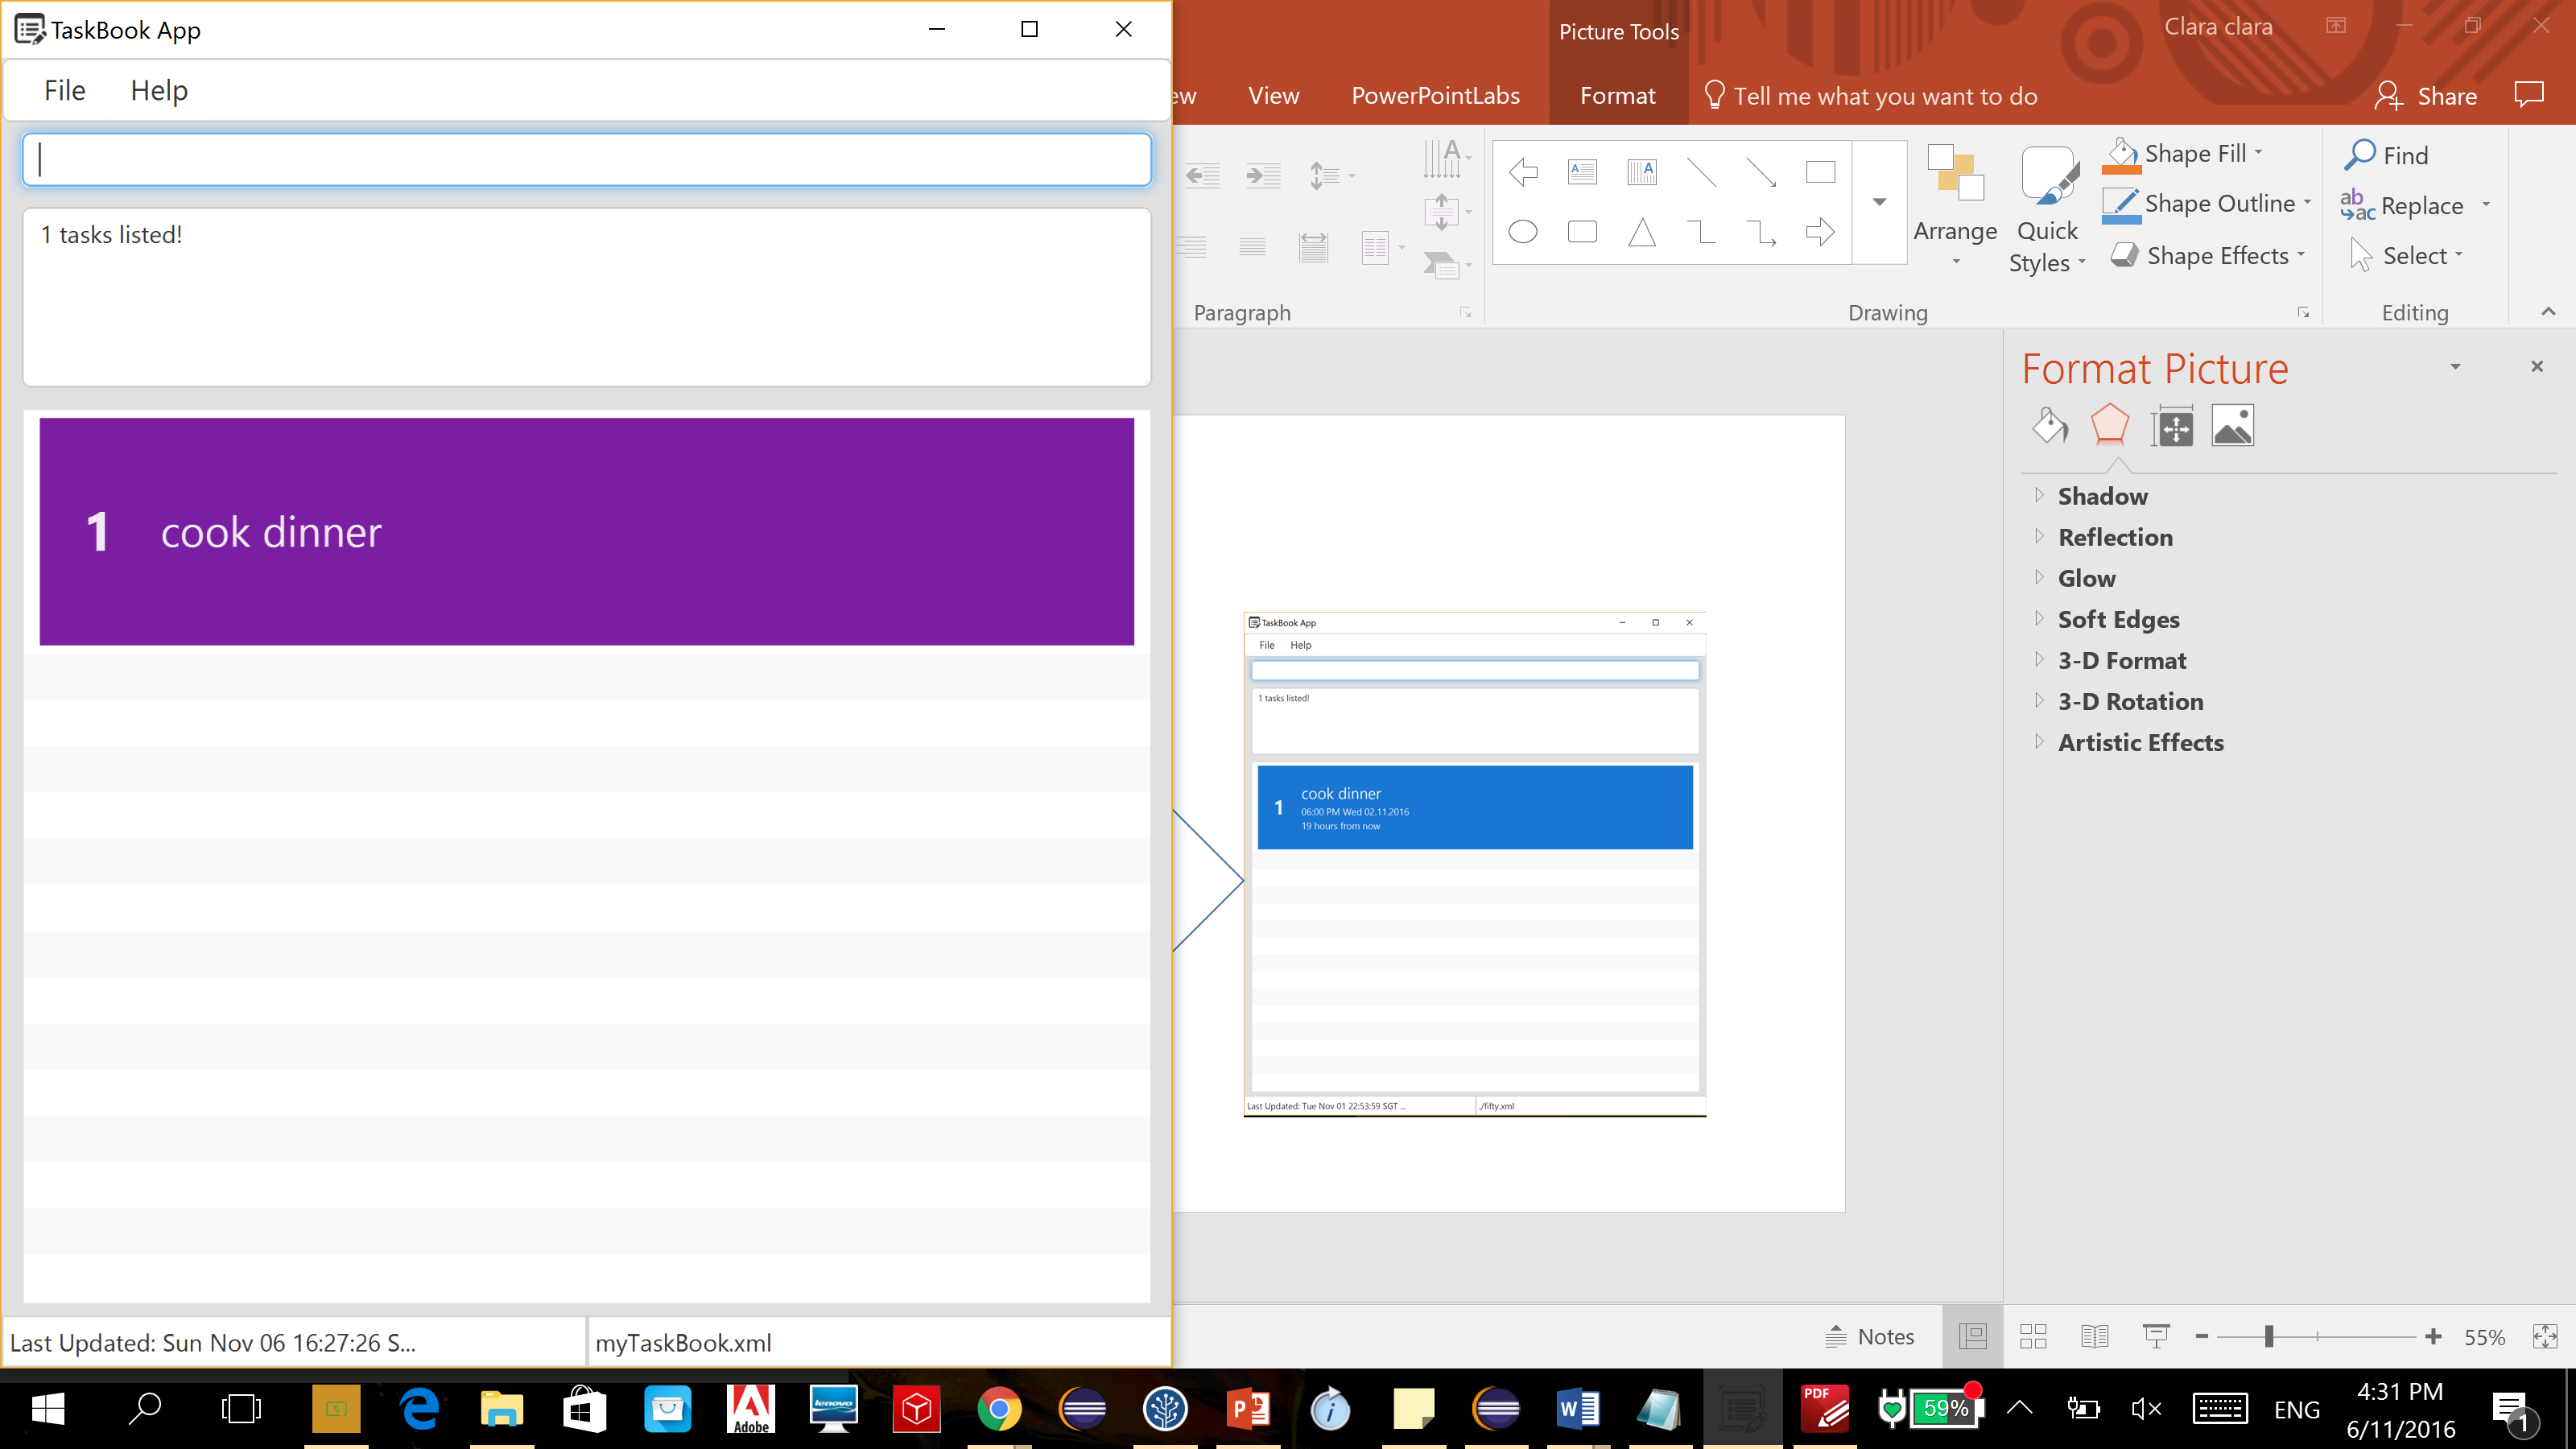 TaskBook App
File Help
1 tasks listed!
1 cook dinner
Last Updated: Sun Nov 06 16:27:26 S... myTaskBook.xml
Picture Tools
Clara clara
ew View PowerPointLabs Format Tell me what you want to do Share
Shape Fill
Shape Outline
Shape Effects
Arrange
Quick
Styles
Find
Replace
Select
Paragraph
Drawing
Editing
Format Picture
Shadow
Reflection
Glow
Soft Edges
3-D Format
3-D Rotation
Artistic Effects
TaskBook App
File Help
1 tasks listed!
cook dinner
1
06:00 PM Wed 02.11.2016
19 hours from now
Last Updated: Tue Nov 01 22:53:59 SGT ... ./fifty.xml
Notes
55%
Adobe
lenovo
PDF
59%
ENG
4:31 PM
6/11/2016
1